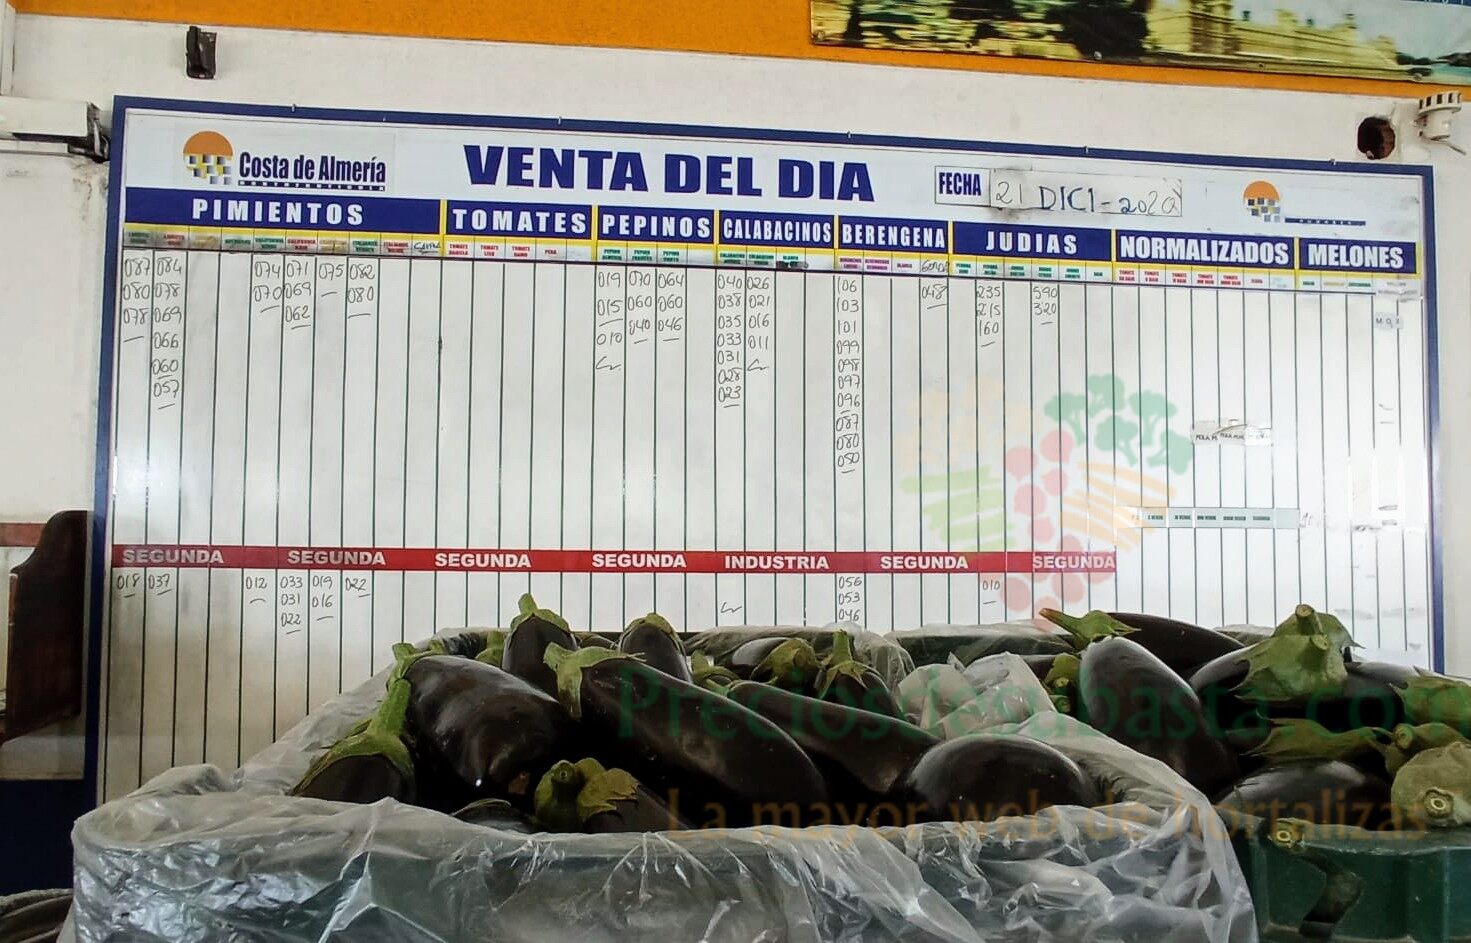 Costa de Almería
VENTA DEL DIA
FECHA 21 DICI-2020
PIMIENTOS TOMATES PEPINOS CALABACINOS BERENGENA JUDIAS NORMALIZADOS MELONES
087 084 074 071 075 082 019 070 064 040 026 106 048 235 590
080 078 070 069 080 015 060 060 038 021 103 215 320
078 069 062 010 040 046 035 016 101 160
066 033 011 099
060 031 098
057 028 097
023 096
087
080
050
SEGUNDA SEGUNDA SEGUNDA SEGUNDA INDUSTRIA SEGUNDA SEGUNDA
018 037 012 033 019 022 056 010
031 016 053
022 046
Preciosdesubasta.com
La mayor web de hortalizas